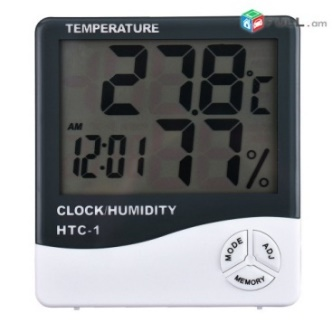 TEMPERATURE
27.8°C
AM
12:01
77%
CLOCK/HUMIDITY
HTC-1
MODE
ADJ
MEMORY